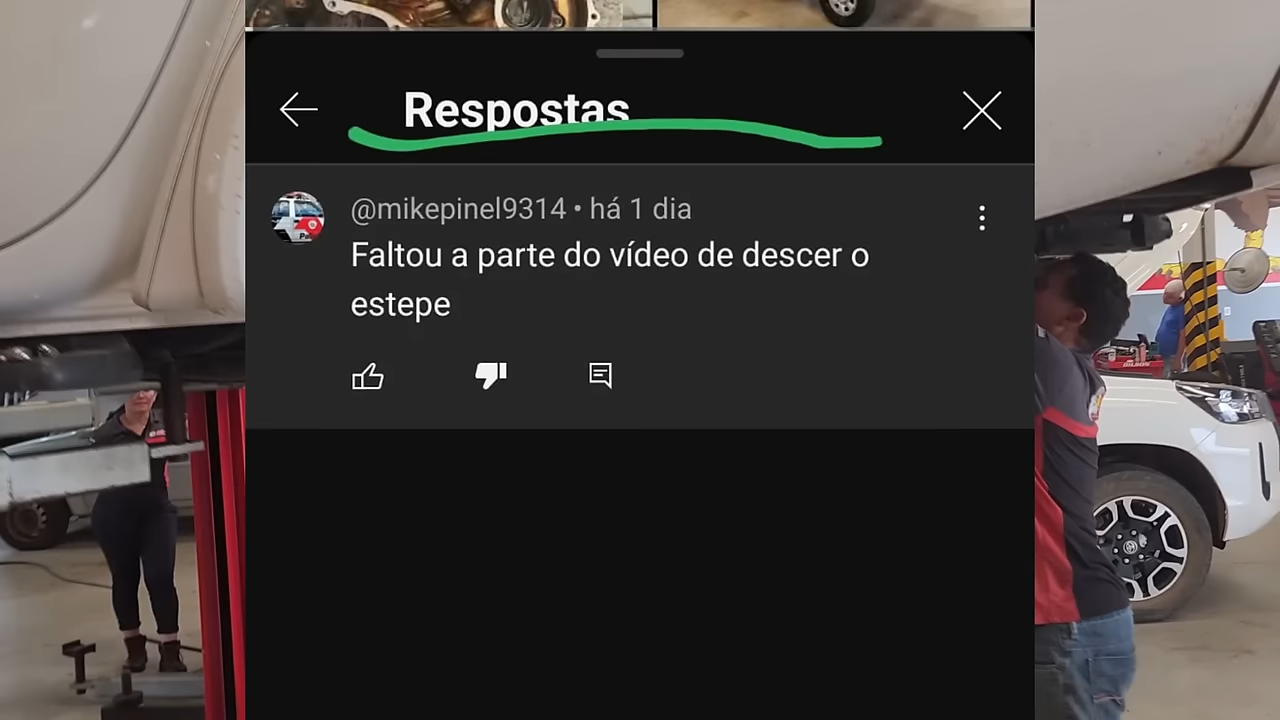 Respostas
@mikepinel9314 • há 1 dia
Faltou a parte do vídeo de descer o
estepe